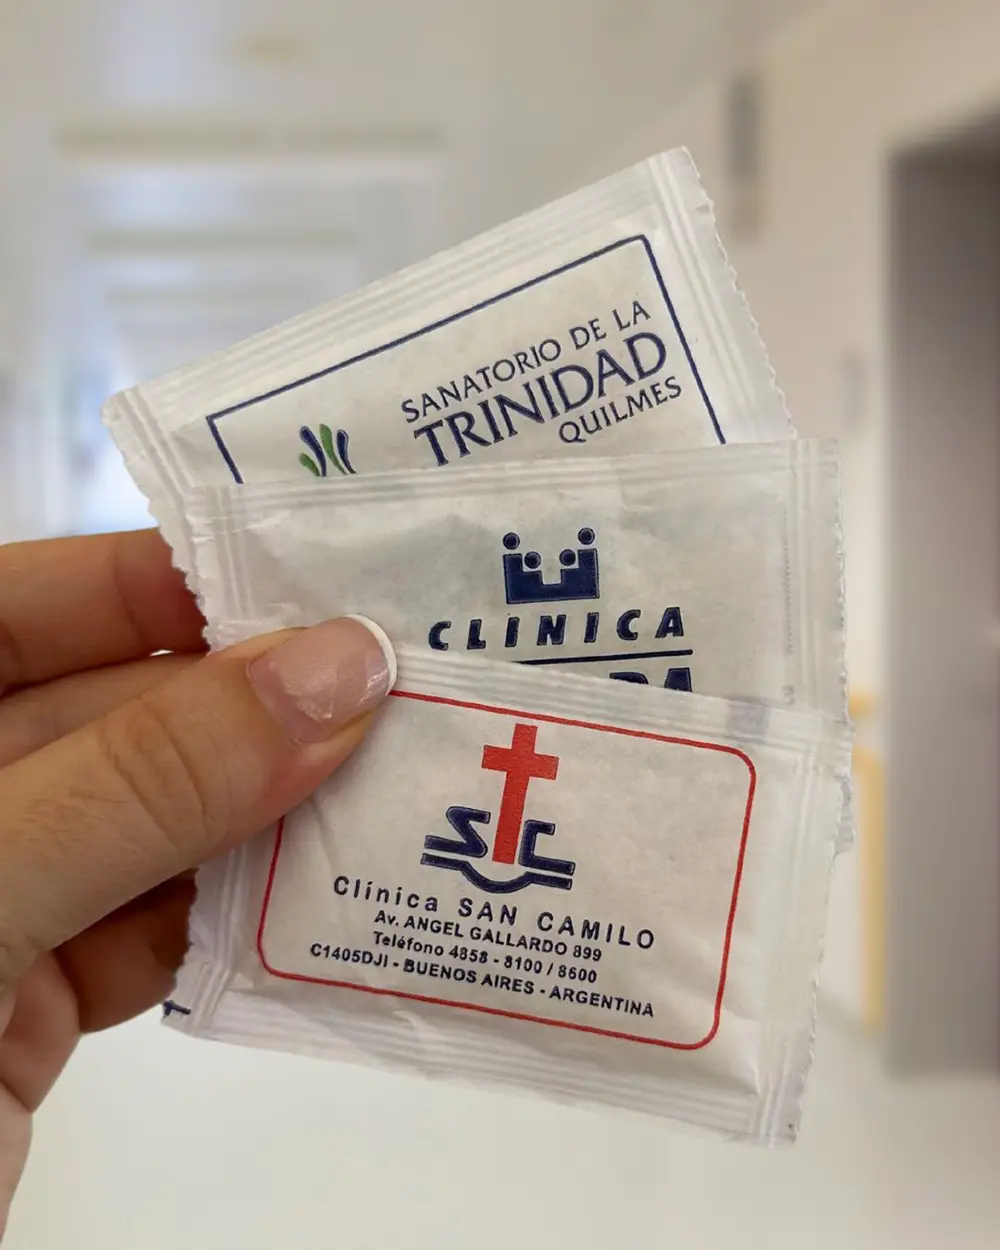 SANATORIO DE LA
TRINIDAD
QUILMES
CLINICA
Clínica SAN CAMILO
Av. ANGEL GALLARDO 899
Teléfono 4858 - 8100 / 8600
C1405DJI - BUENOS AIRES - ARGENTINA